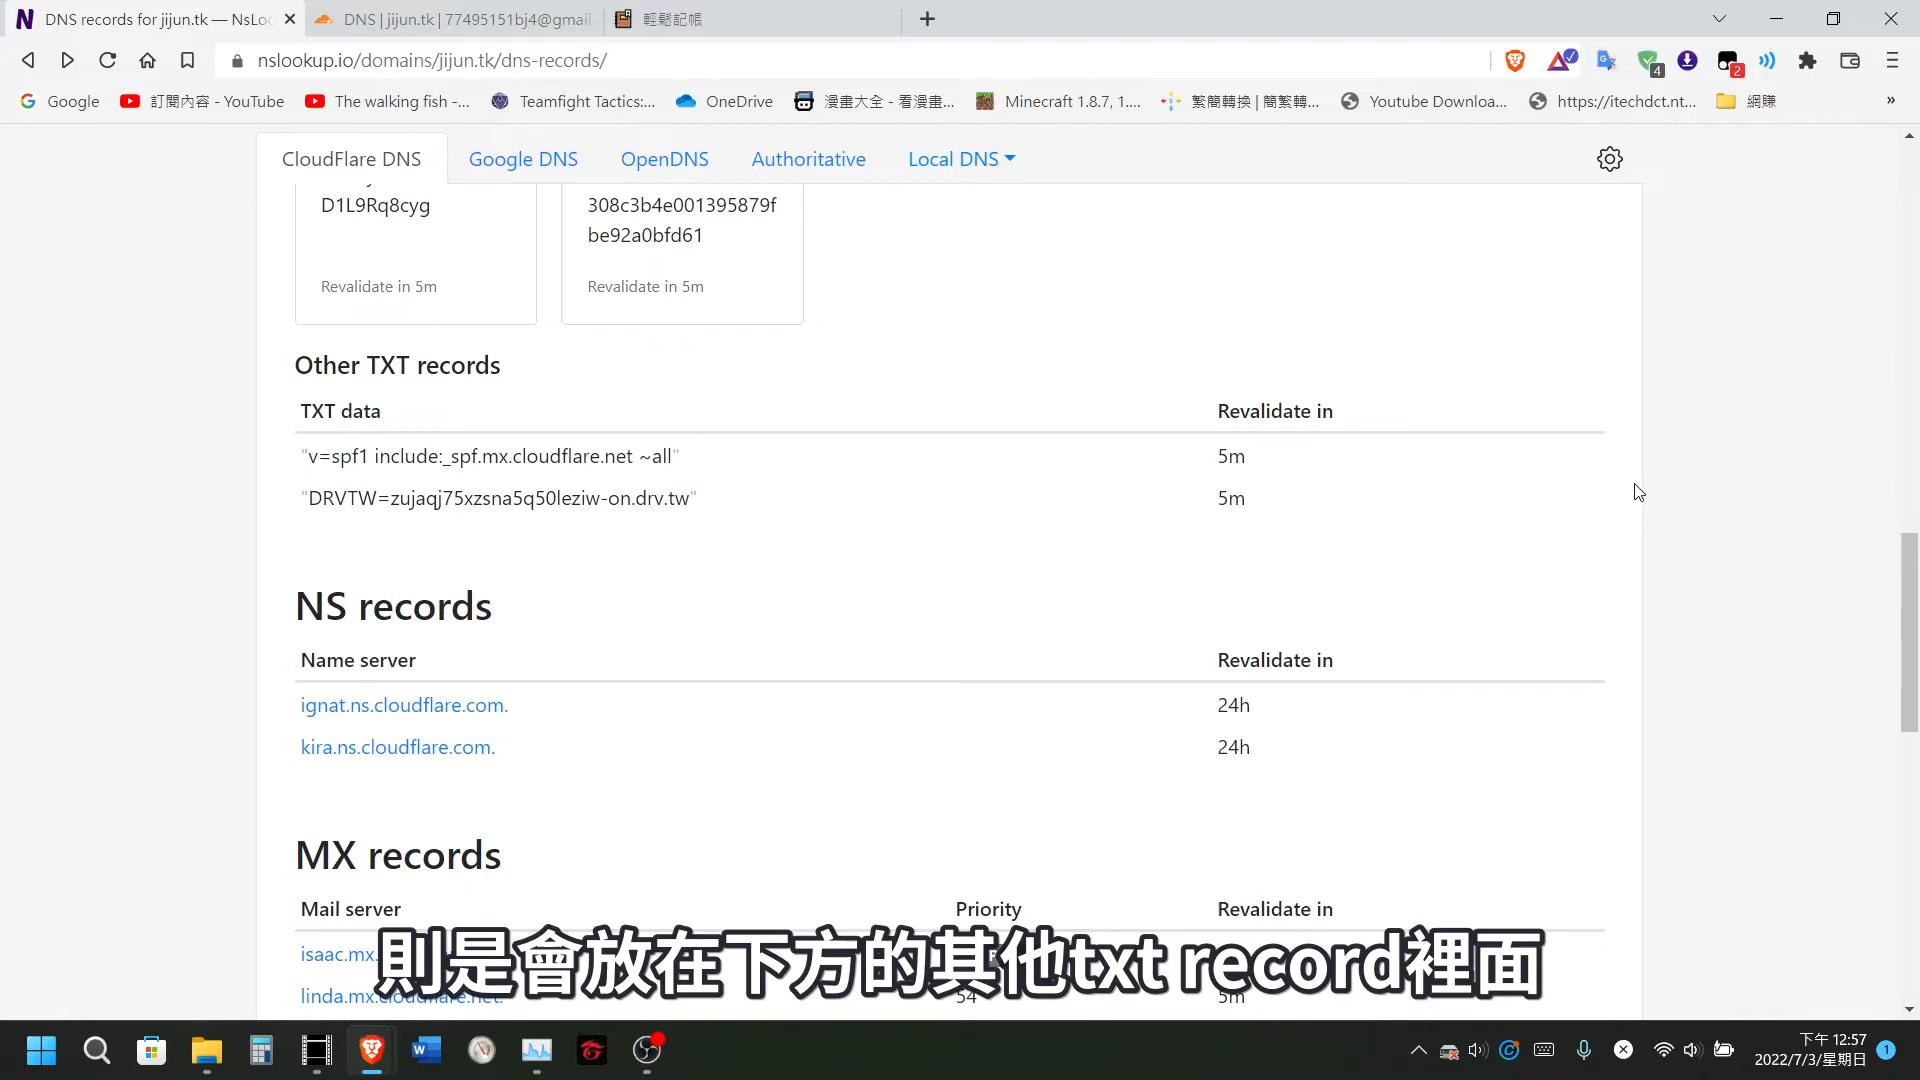 DNS records for jijun.tk — NsLoo
DNS | jijun.tk | 77495151bj4@gmail.
輕鬆記帳
nslookup.io/domains/jijun.tk/dns-records/
4
2
Google
訂閱內容 - YouTube
The walking fish -...
Teamfight Tactics:...
OneDrive
漫畫大全 - 看漫畫...
Minecraft 1.8.7, 1....
繁簡轉換 | 簡繁轉...
Youtube Downloa...
https://itechdct.nt...
網賺
»
CloudFlare DNS
Google DNS
OpenDNS
Authoritative
Local DNS
D1L9Rq8cyg
308c3b4e001395879f
be92a0bfd61
Revalidate in 5m
Revalidate in 5m
Other TXT records
TXT data
Revalidate in
"v=spf1 include:_spf.mx.cloudflare.net ~all"
5m
"DRVTW=zujaqj75xzsna5q50leziw-on.drv.tw"
5m
NS records
Name server
Revalidate in
ignat.ns.cloudflare.com.
24h
kira.ns.cloudflare.com.
24h
MX records
Mail server
Priority
Revalidate in
isaac.mx.
則是會放在下方的其他txt record裡面
linda.mx.cloudflare.net.
54
5m
下午 12:57
2022/7/3/星期日
1